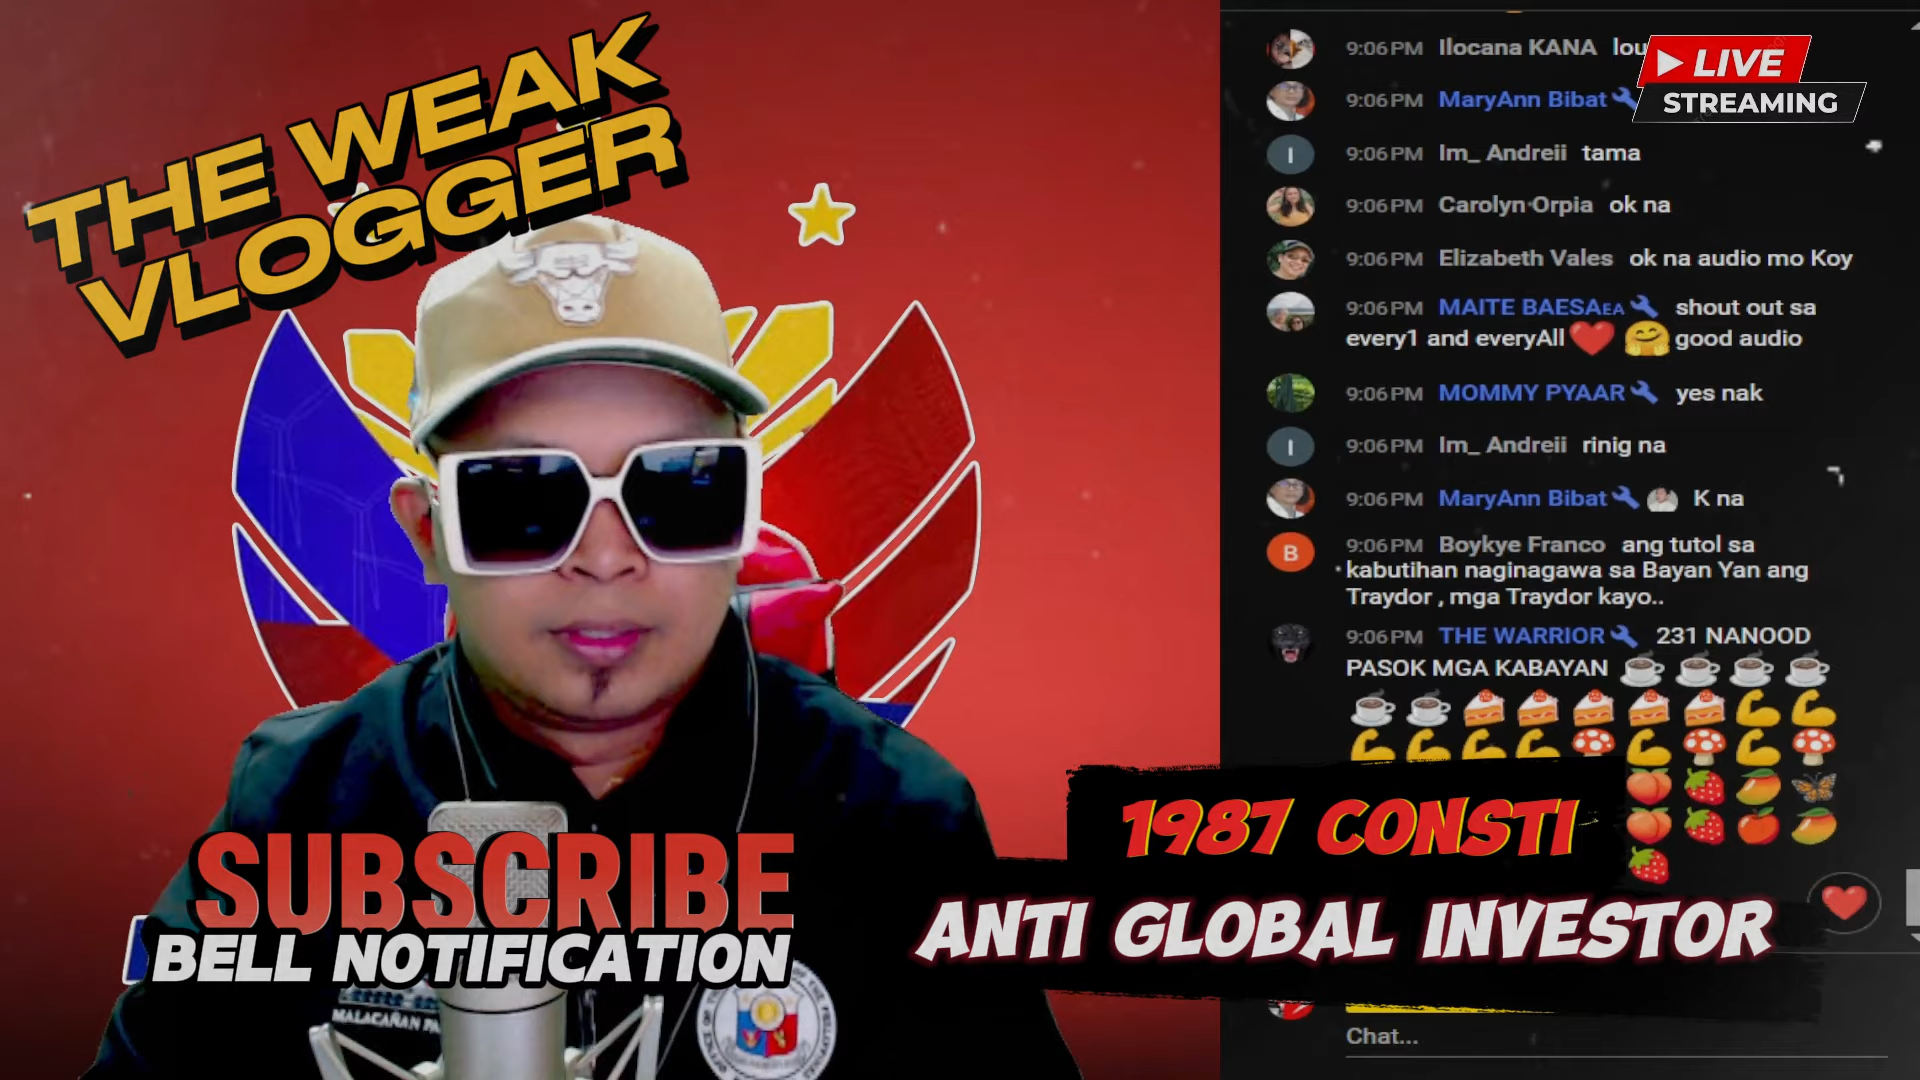 THE WEAK
VLOGGER
SUBSCRIBE
BELL NOTIFICATION
MALACAÑAN
LIVE
STREAMING
9:06 PM Ilocana KANA
9:06 PM MaryAnn Bibat
9:06 PM Im_ Andreii tama
9:06 PM Carolyn Orpia ok na
9:06 PM Elizabeth Vales ok na audio mo Koy
9:06 PM MAITE BAESAEA shout out sa
every1 and everyAll ❤️ 🤗 good audio
9:06 PM MOMMY PYAAR yes nak
9:06 PM Im_ Andreii rinig na
9:06 PM MaryAnn Bibat K na
B
9:06 PM Boykye Franco ang tutol sa
kabutihan naginagawa sa Bayan Yan ang
Traydor , mga Traydor kayo..
9:06 PM THE WARRIOR 231 NANOOD
PASOK MGA KABAYAN
1987 CONSTI
ANTI GLOBAL INVESTOR
Chat...